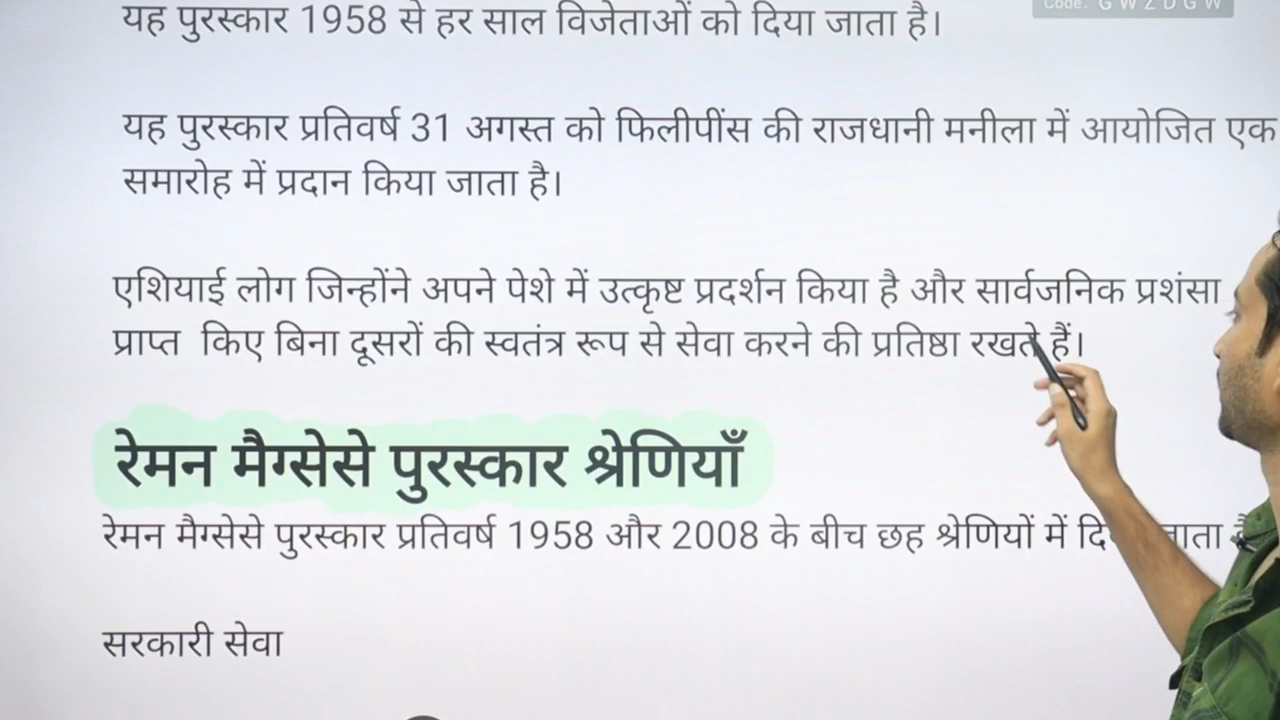 Code: G W Z D G W
यह पुरस्कार 1958 से हर साल विजेताओं को दिया जाता है।
यह पुरस्कार प्रतिवर्ष 31 अगस्त को फिलीपींस की राजधानी मनीला में आयोजित एक
समारोह में प्रदान किया जाता है।
एशियाई लोग जिन्होंने अपने पेशे में उत्कृष्ट प्रदर्शन किया है और सार्वजनिक प्रशंसा
प्राप्त किए बिना दूसरों की स्वतंत्र रूप से सेवा करने की प्रतिष्ठा रखते हैं।
रेमन मैग्सेसे पुरस्कार श्रेणियाँ
रेमन मैग्सेसे पुरस्कार प्रतिवर्ष 1958 और 2008 के बीच छह श्रेणियों में
सरकारी सेवा